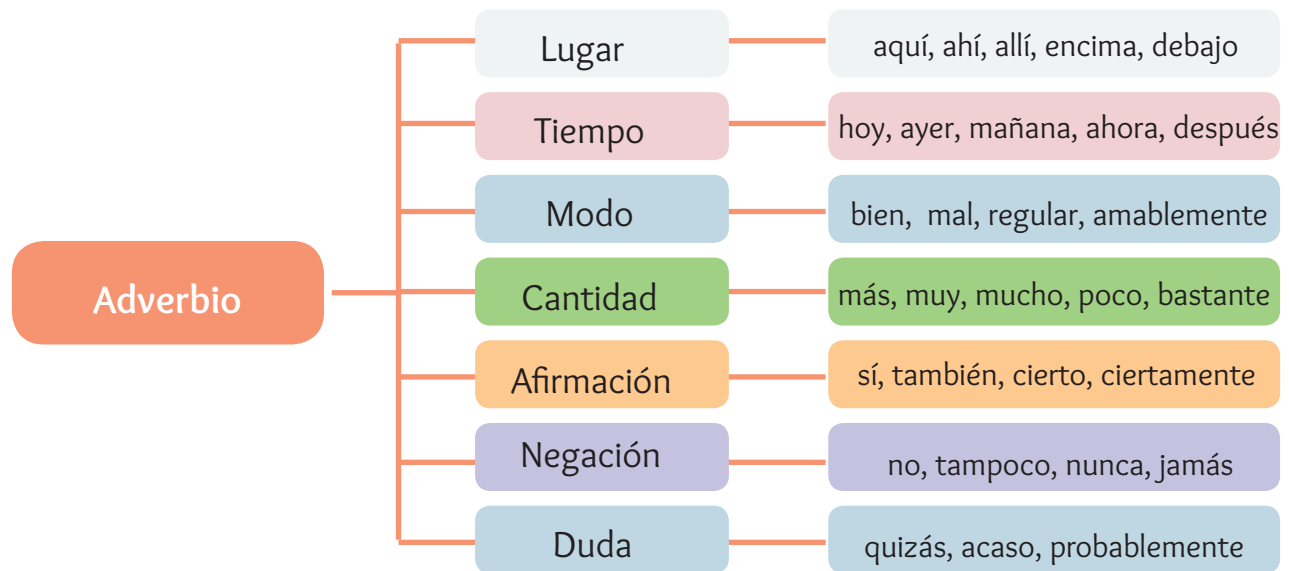 Adverbio
Lugar
aquí, ahí, allí, encima, debajo
Tiempo
hoy, ayer, mañana, ahora, después
Modo
bien, mal, regular, amablemente
Cantidad
más, muy, mucho, poco, bastante
Afirmación
sí, también, cierto, ciertamente
Negación
no, tampoco, nunca, jamás
Duda
quizás, acaso, probablemente